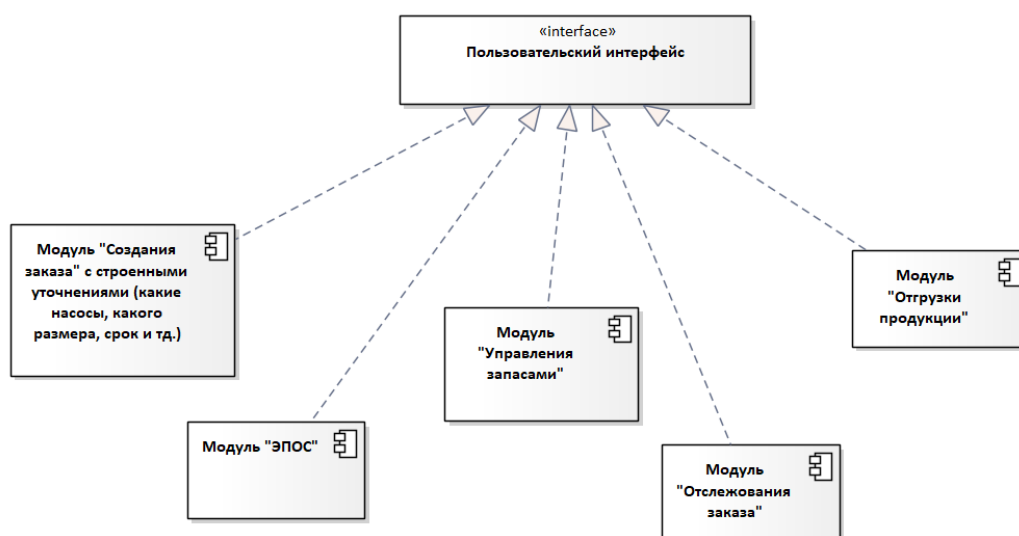 «interface»
Пользовательский интерфейс
Модуль "Создания
заказа" с строенными
уточнениями (какие
насосы, какого
размера, срок и тд.)
Модуль
"Отгрузки
продукции"
Модуль
"Управления
запасами"
Модуль "ЭПОС"
Модуль
"Отслежования
заказа"